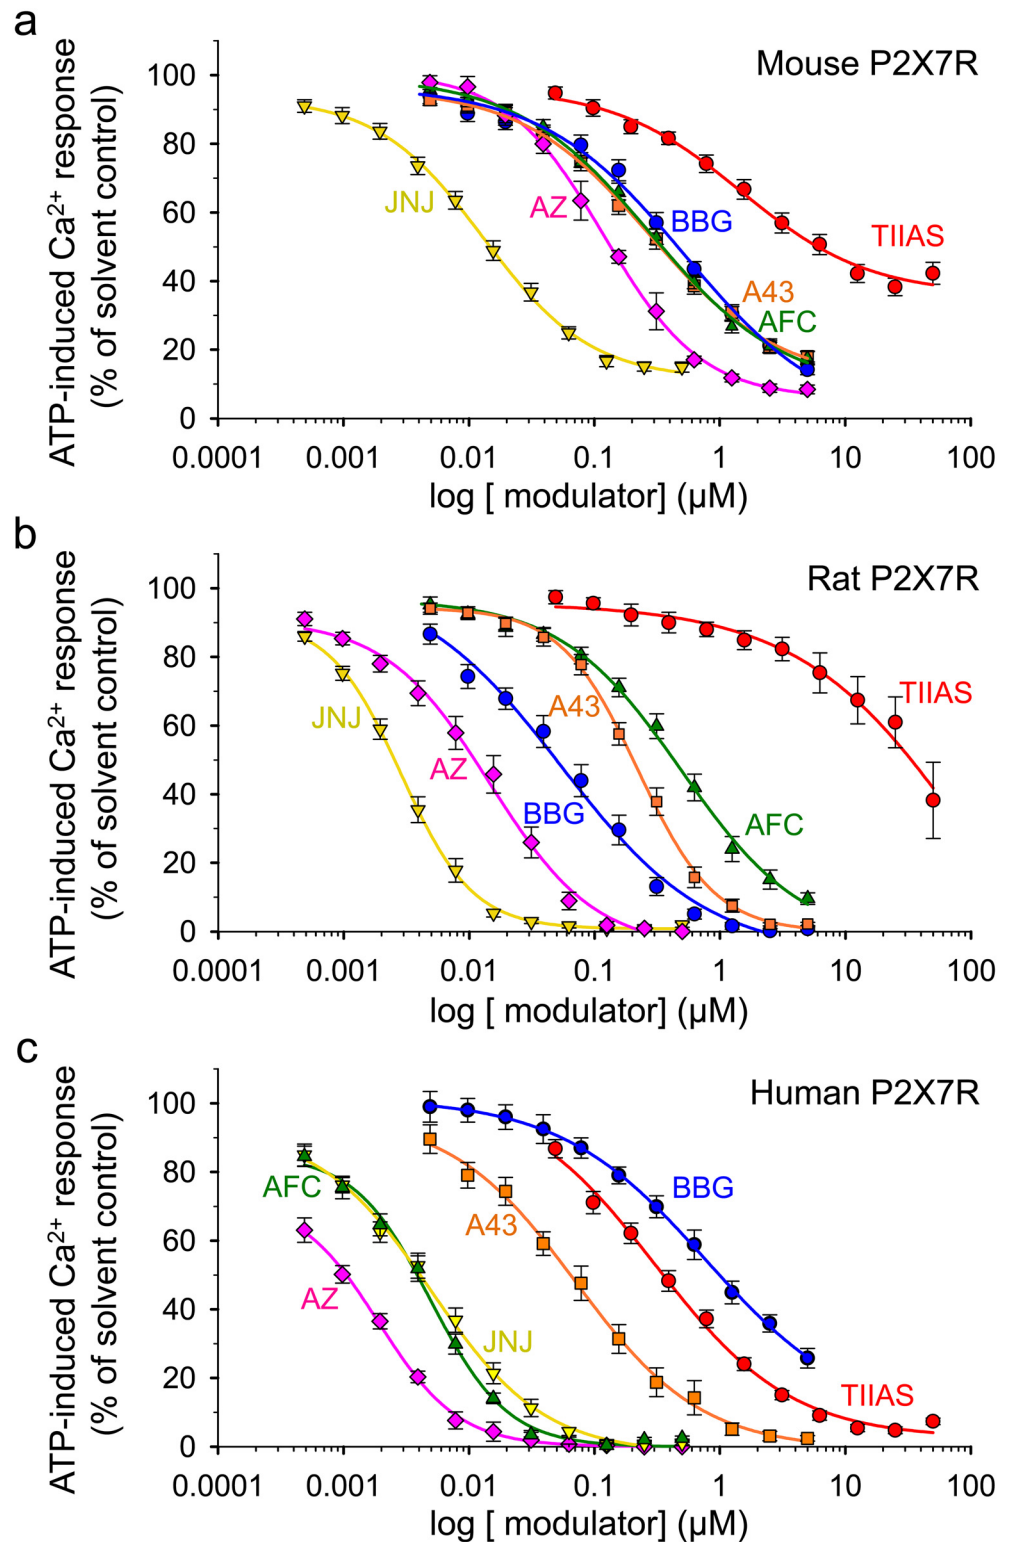 a
Mouse P2X7R
ATP-induced Ca²⁺ response
(% of solvent control)
100
80
60
40
20
0
JNJ
AZ
BBG
TIIAS
A43
AFC
0.0001 0.001 0.01 0.1 1 10 100
log [ modulator] (µM)
b
Rat P2X7R
ATP-induced Ca²⁺ response
(% of solvent control)
100
80
60
40
20
0
JNJ
AZ
BBG
A43
AFC
TIIAS
0.0001 0.001 0.01 0.1 1 10 100
log [ modulator] (µM)
c
Human P2X7R
ATP-induced Ca²⁺ response
(% of solvent control)
100
80
60
40
20
0
AFC
AZ
JNJ
A43
BBG
TIIAS
0.0001 0.001 0.01 0.1 1 10 100
log [ modulator] (µM)